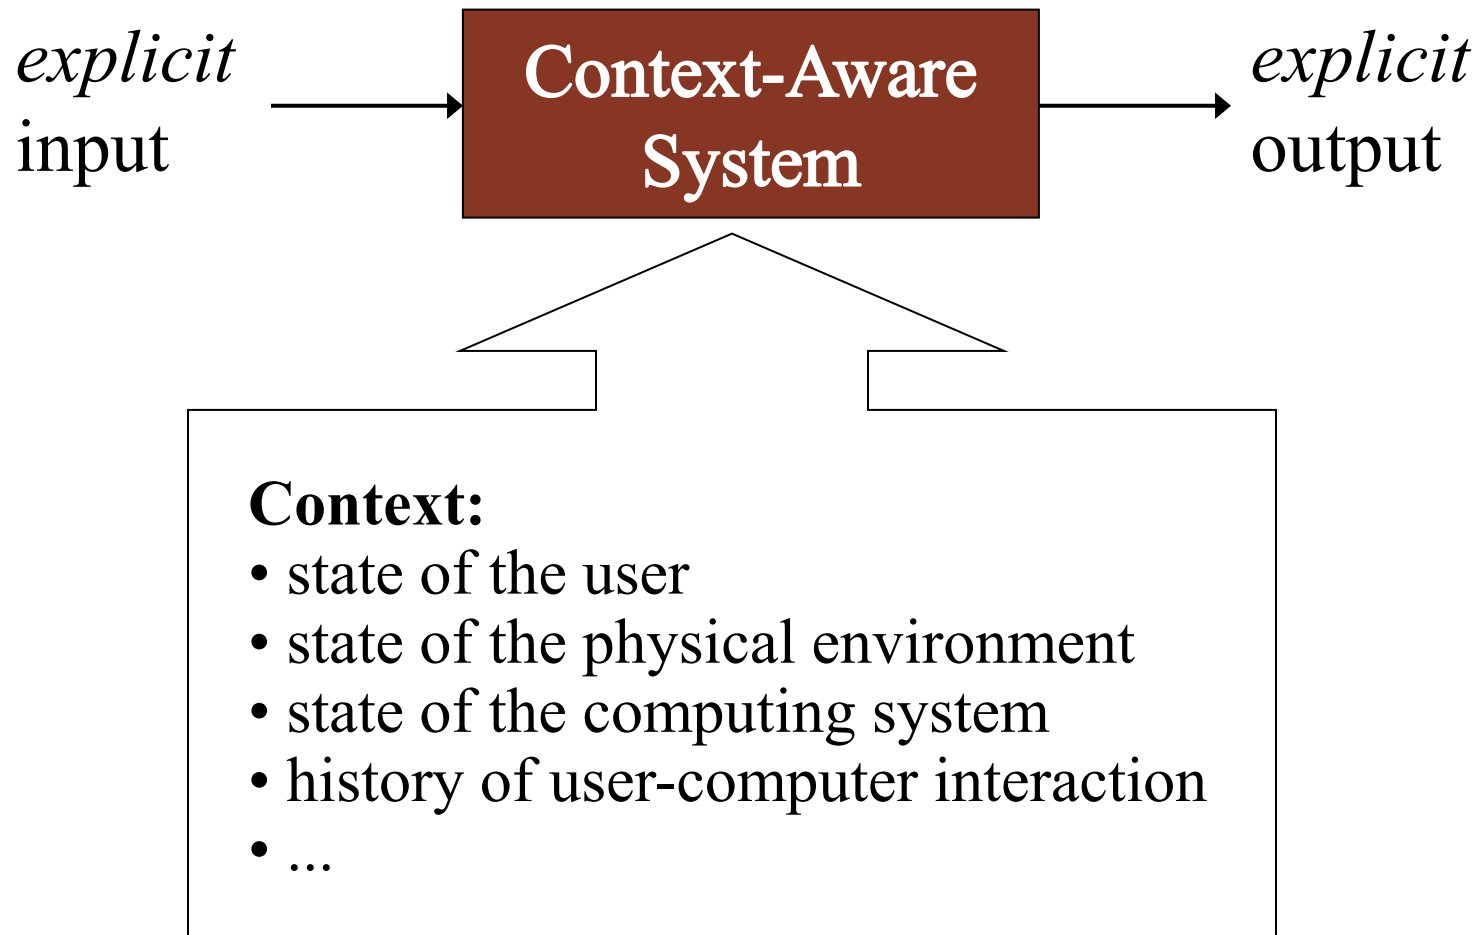 explicit
input
Context-Aware
System
explicit
output
Context:
• state of the user
• state of the physical environment
• state of the computing system
• history of user-computer interaction
• ...